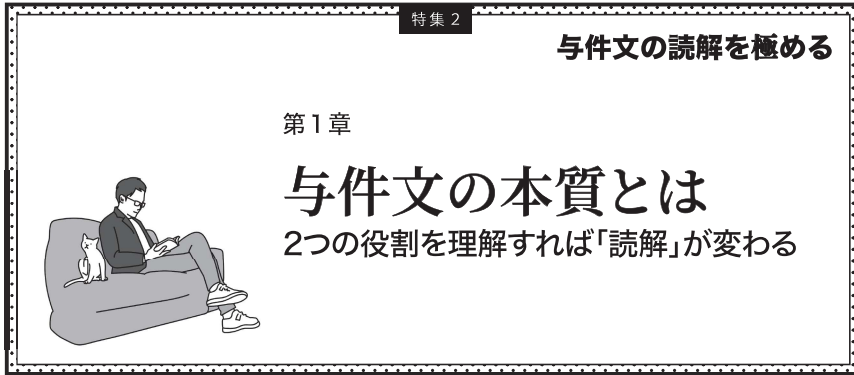 特集2
与件文の読解を極める
第1章
与件文の本質とは
2つの役割を理解すれば「読解」が変わる